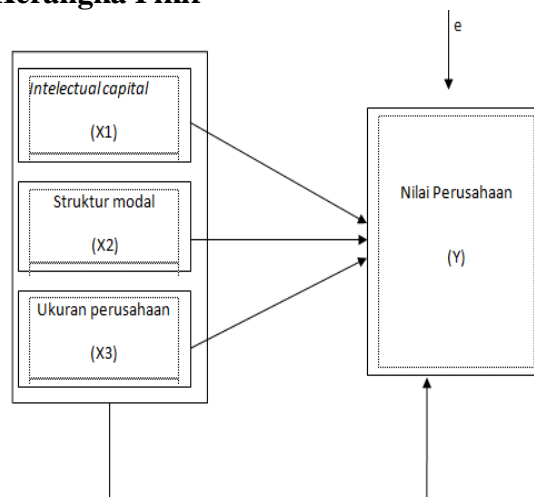 Kerangka Pikir
e
Intelectual capital
(X1)
Struktur modal
(X2)
Ukuran perusahaan
(X3)
Nilai Perusahaan
(Y)